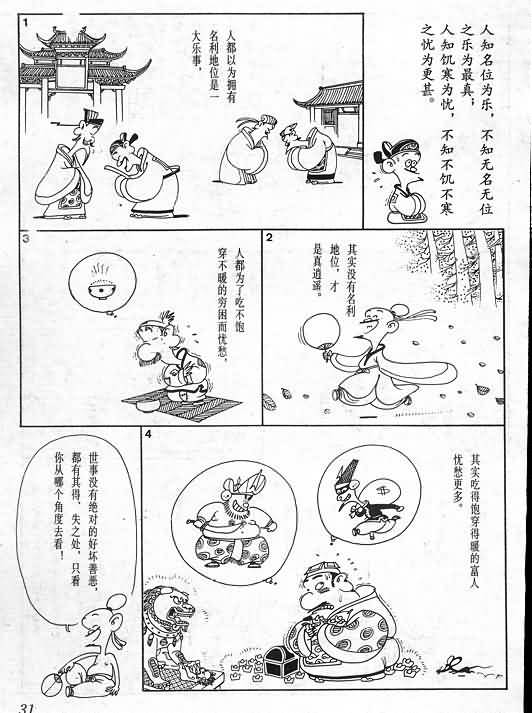 人知名位为乐，不知无名无位
之乐为最真；
人知饥寒为忧，不知不饥不寒
之忧为更甚。
1
人都以为拥有
名利地位是一
大乐事，
2
其实没有名利
地位，才
是真逍遥。
3
人都为了吃不饱
穿不暖的穷困而忧愁，
4
其实吃得饱穿得暖的富人
忧愁更多。
世事没有绝对的好坏善恶，
都有其得、失之处，只看
你从哪个角度去看！
31